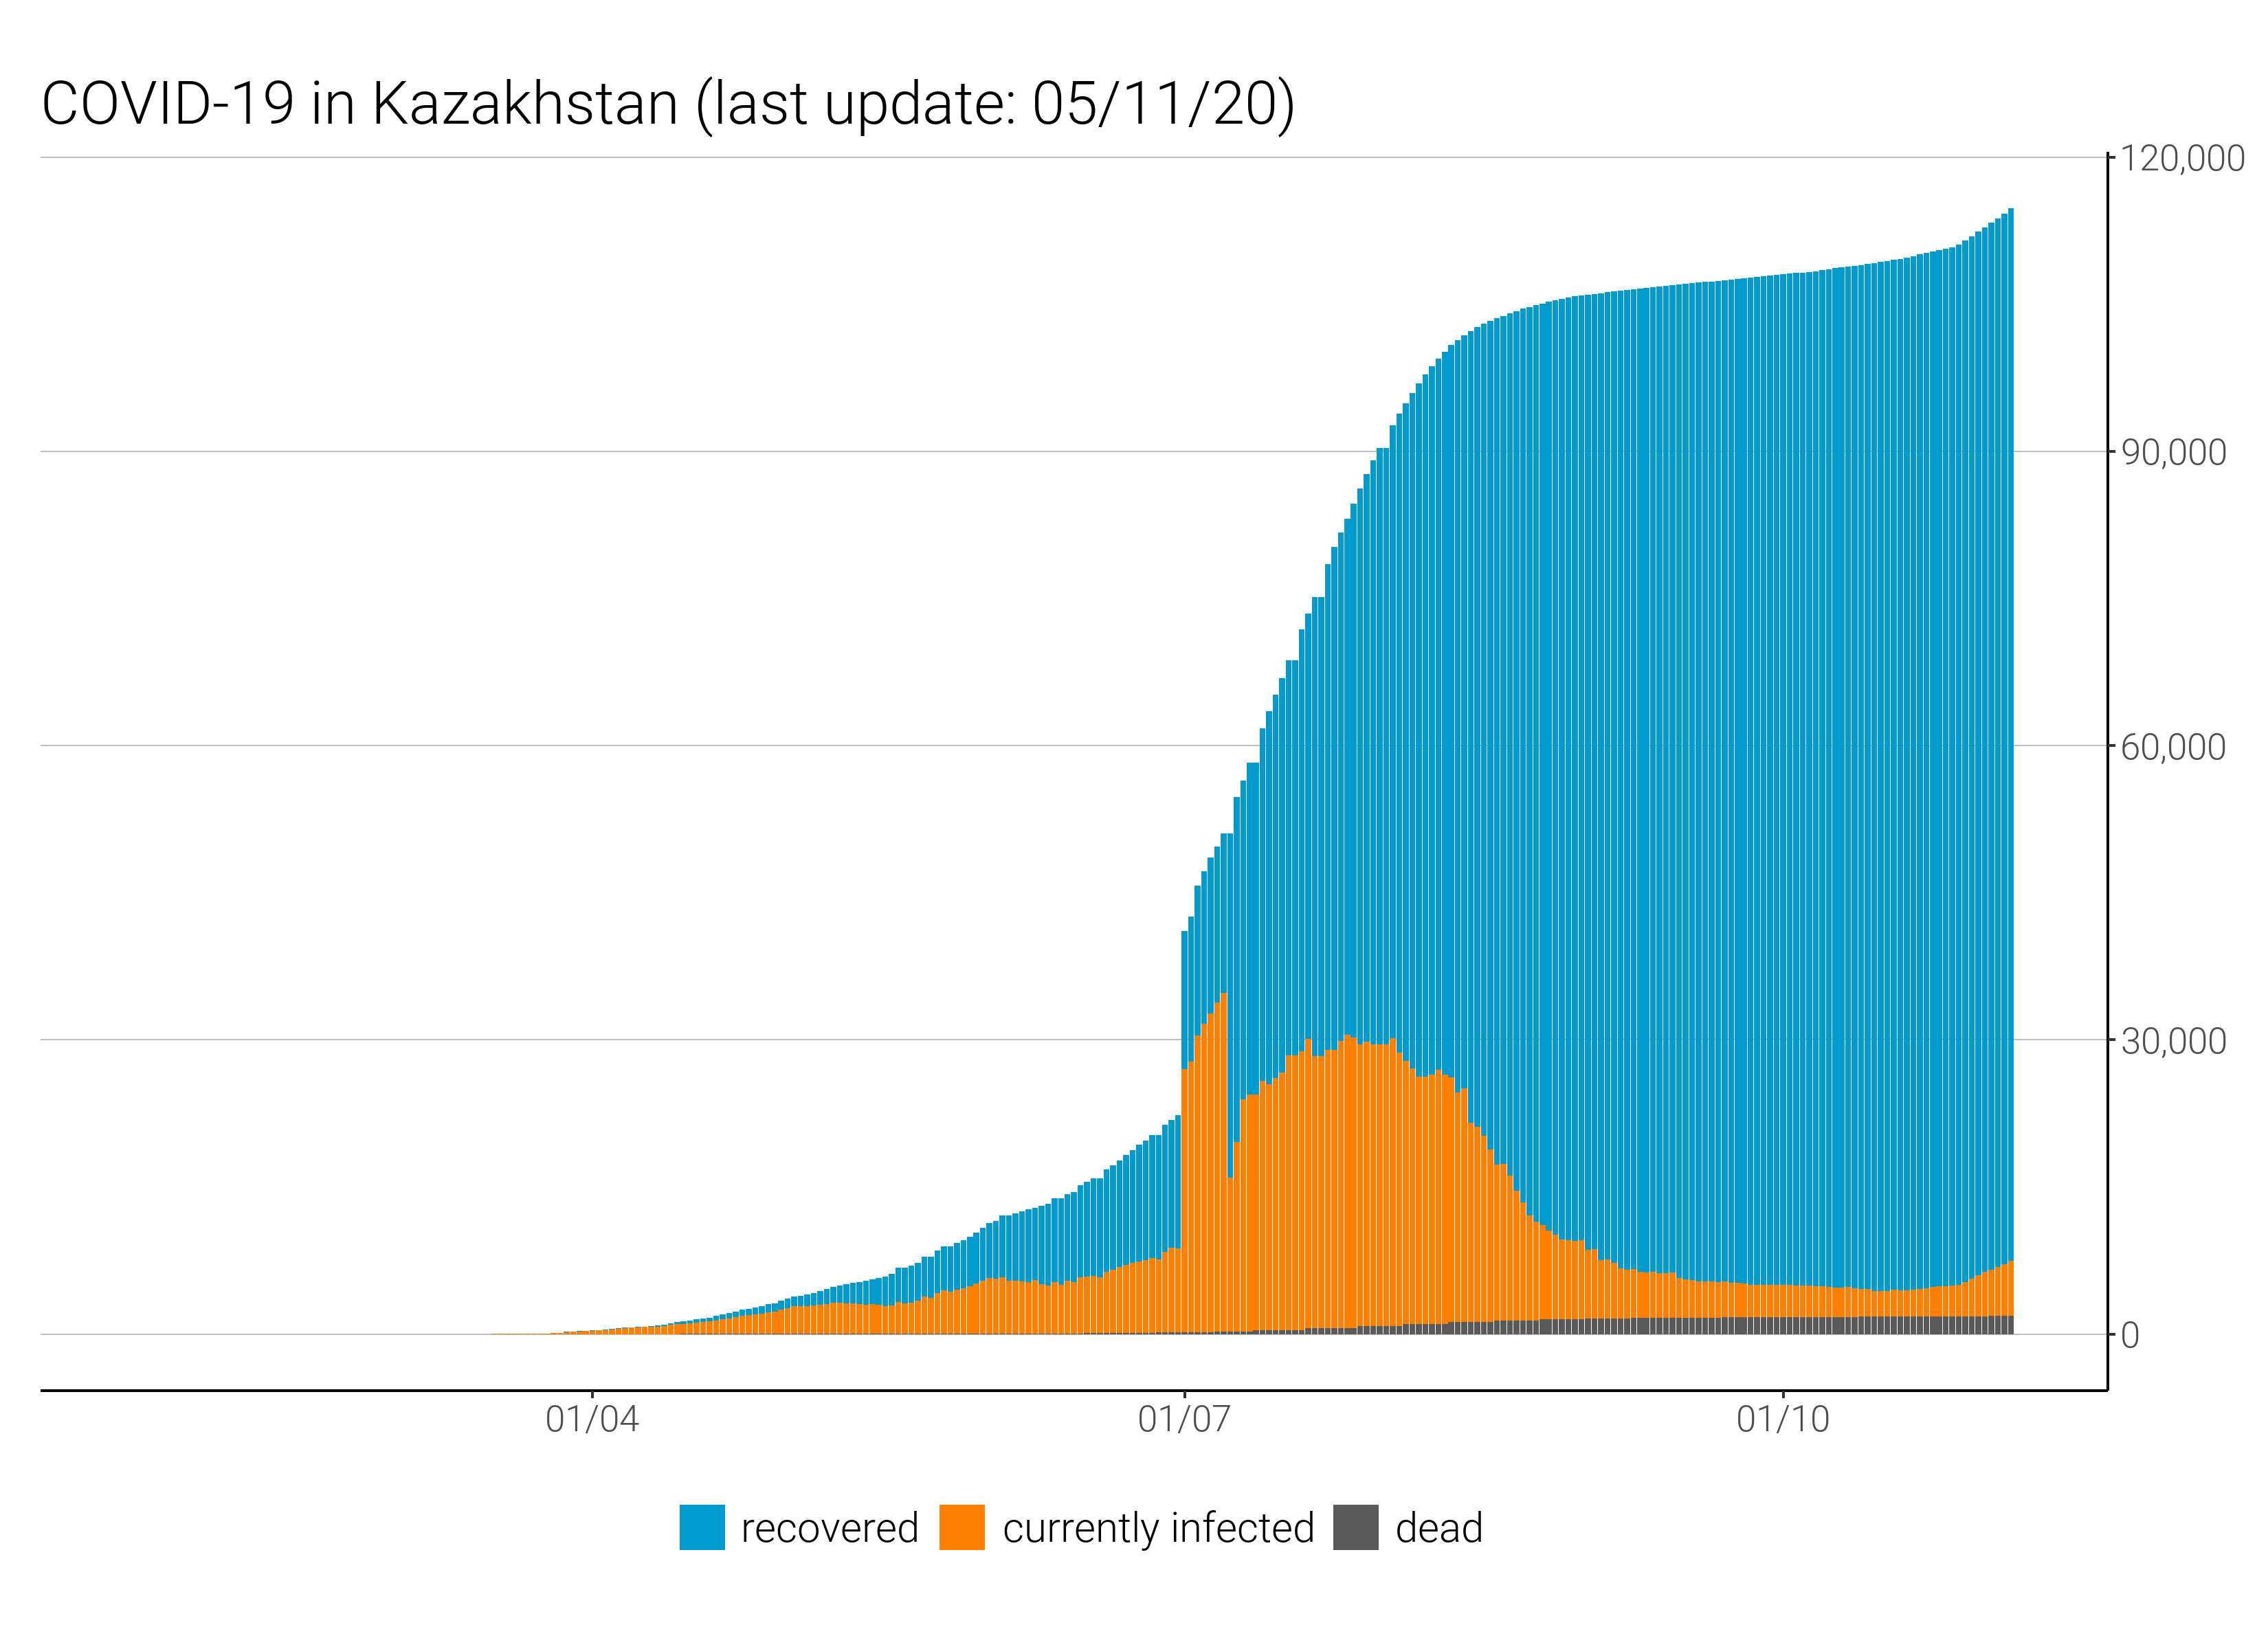 COVID-19 in Kazakhstan (last update: 05/11/20)
120,000
90,000
60,000
30,000
0
01/04 01/07 01/10
recovered currently infected dead